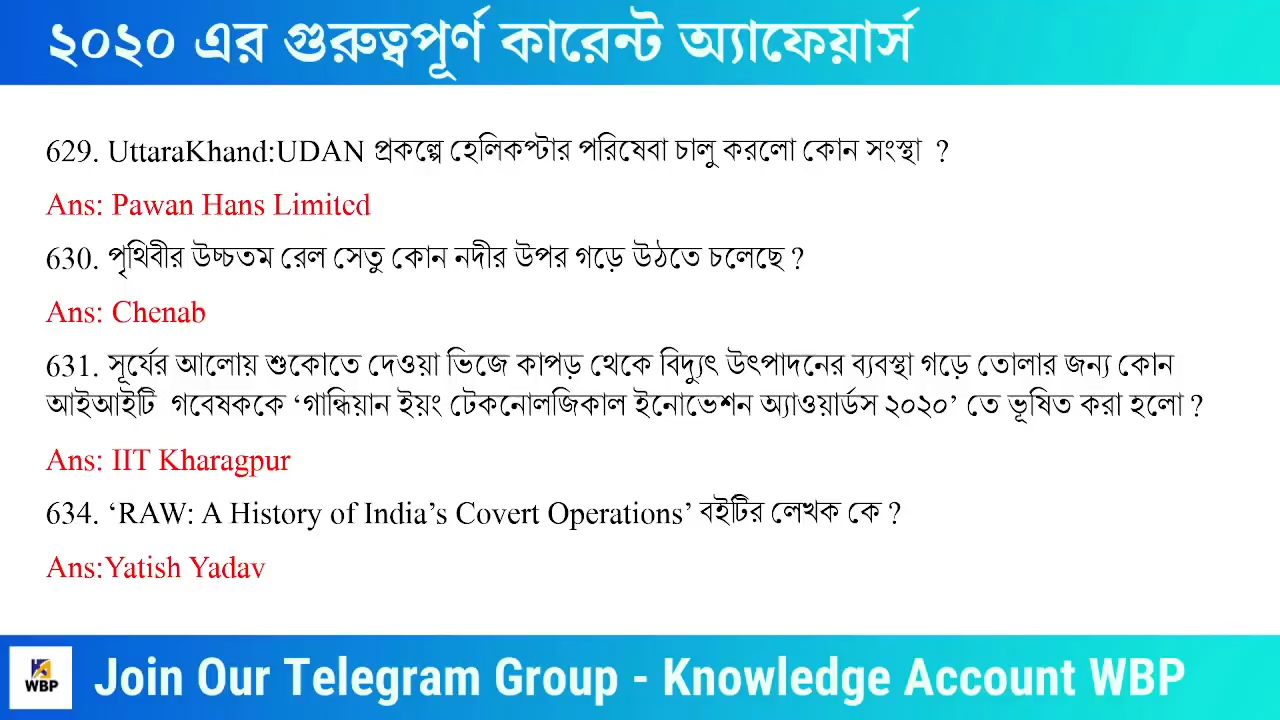 ২০২০ এর গুরুত্বপূর্ণ কারেন্ট অ্যাফেয়ার্স
629. UttaraKhand:UDAN প্রকল্পে হেলিকপ্টার পরিষেবা চালু করলো কোন সংস্থা ?
Ans: Pawan Hans Limited
630. পৃথিবীর উচ্চতম রেল সেতু কোন নদীর উপর গড়ে উঠতে চলেছে ?
Ans: Chenab
631. সূর্যের আলোয় শুকোতে দেওয়া ভিজে কাপড় থেকে বিদ্যুৎ উৎপাদনের ব্যবস্থা গড়ে তোলার জন্য কোন
আইআইটি গবেষককে ‘গান্ধিয়ান ইয়ং টেকনোলজিকাল ইনোভেশন অ্যাওয়ার্ডস ২০২০’ তে ভূষিত করা হলো ?
Ans: IIT Kharagpur
634. ‘RAW: A History of India’s Covert Operations’ বইটির লেখক কে ?
Ans:Yatish Yadav
WBP
Join Our Telegram Group - Knowledge Account WBP